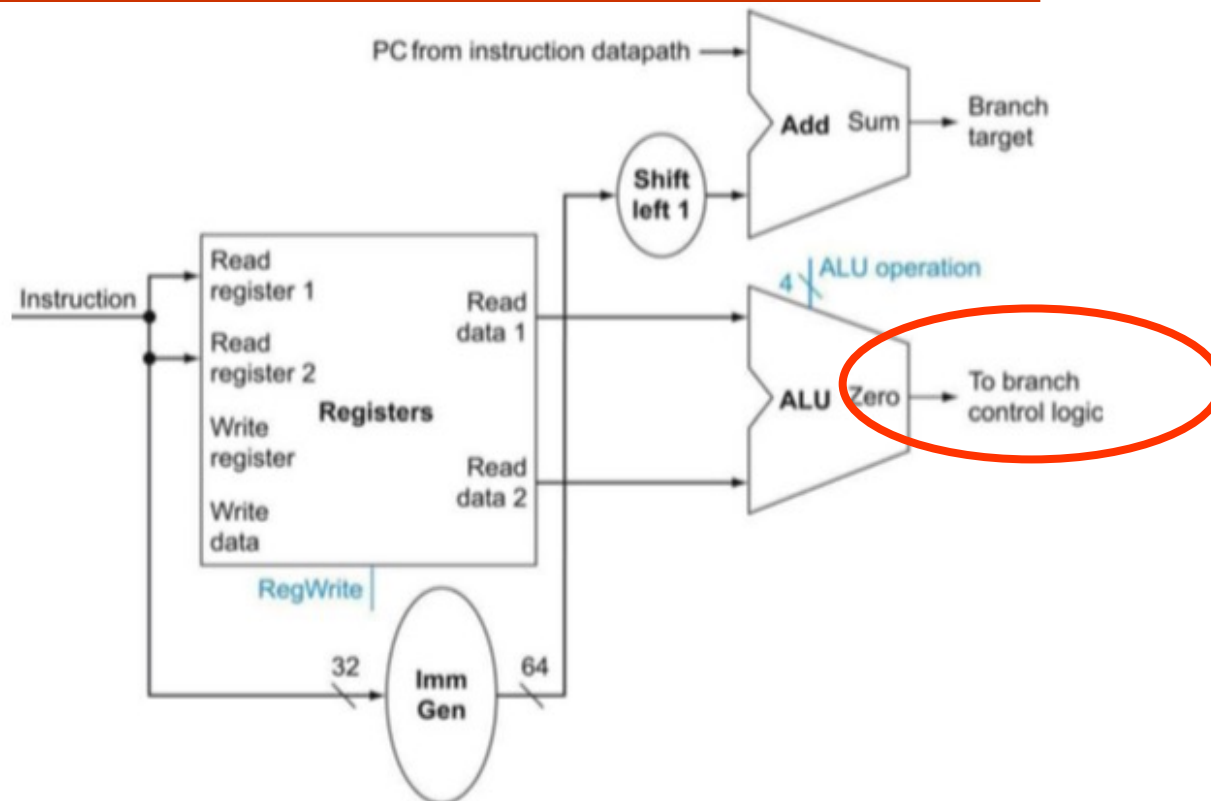 PC from instruction datapath
Add Sum
Branch
target
Shift
left 1
ALU operation
4
Instruction
Read
register 1
Read
data 1
Read
register 2
Registers
ALU Zero
To branch
control logic
Write
register
Read
data 2
Write
data
RegWrite
32
Imm
Gen
64